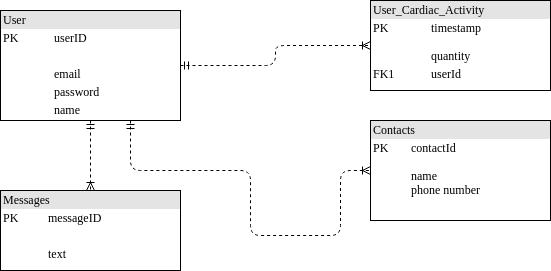 User
PK userID
email
password
name
User_Cardiac_Activity
PK timestamp
quantity
FK1 userId
Messages
PK messageID
text
Contacts
PK contactId
name
phone number